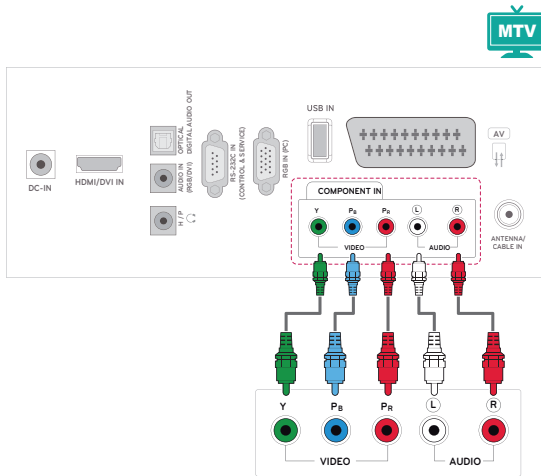 MTV
USB IN
AV
DC-IN
HDMI/DVI IN
OPTICAL
DIGITAL AUDIO OUT
AUDIO IN
(RGB/DVI)
H / P
RS-232C IN
(CONTROL & SERVICE)
RGB IN (PC)
COMPONENT IN
Y PB PR L R
VIDEO AUDIO
ANTENNA/
CABLE IN
Y PB PR L R
VIDEO AUDIO